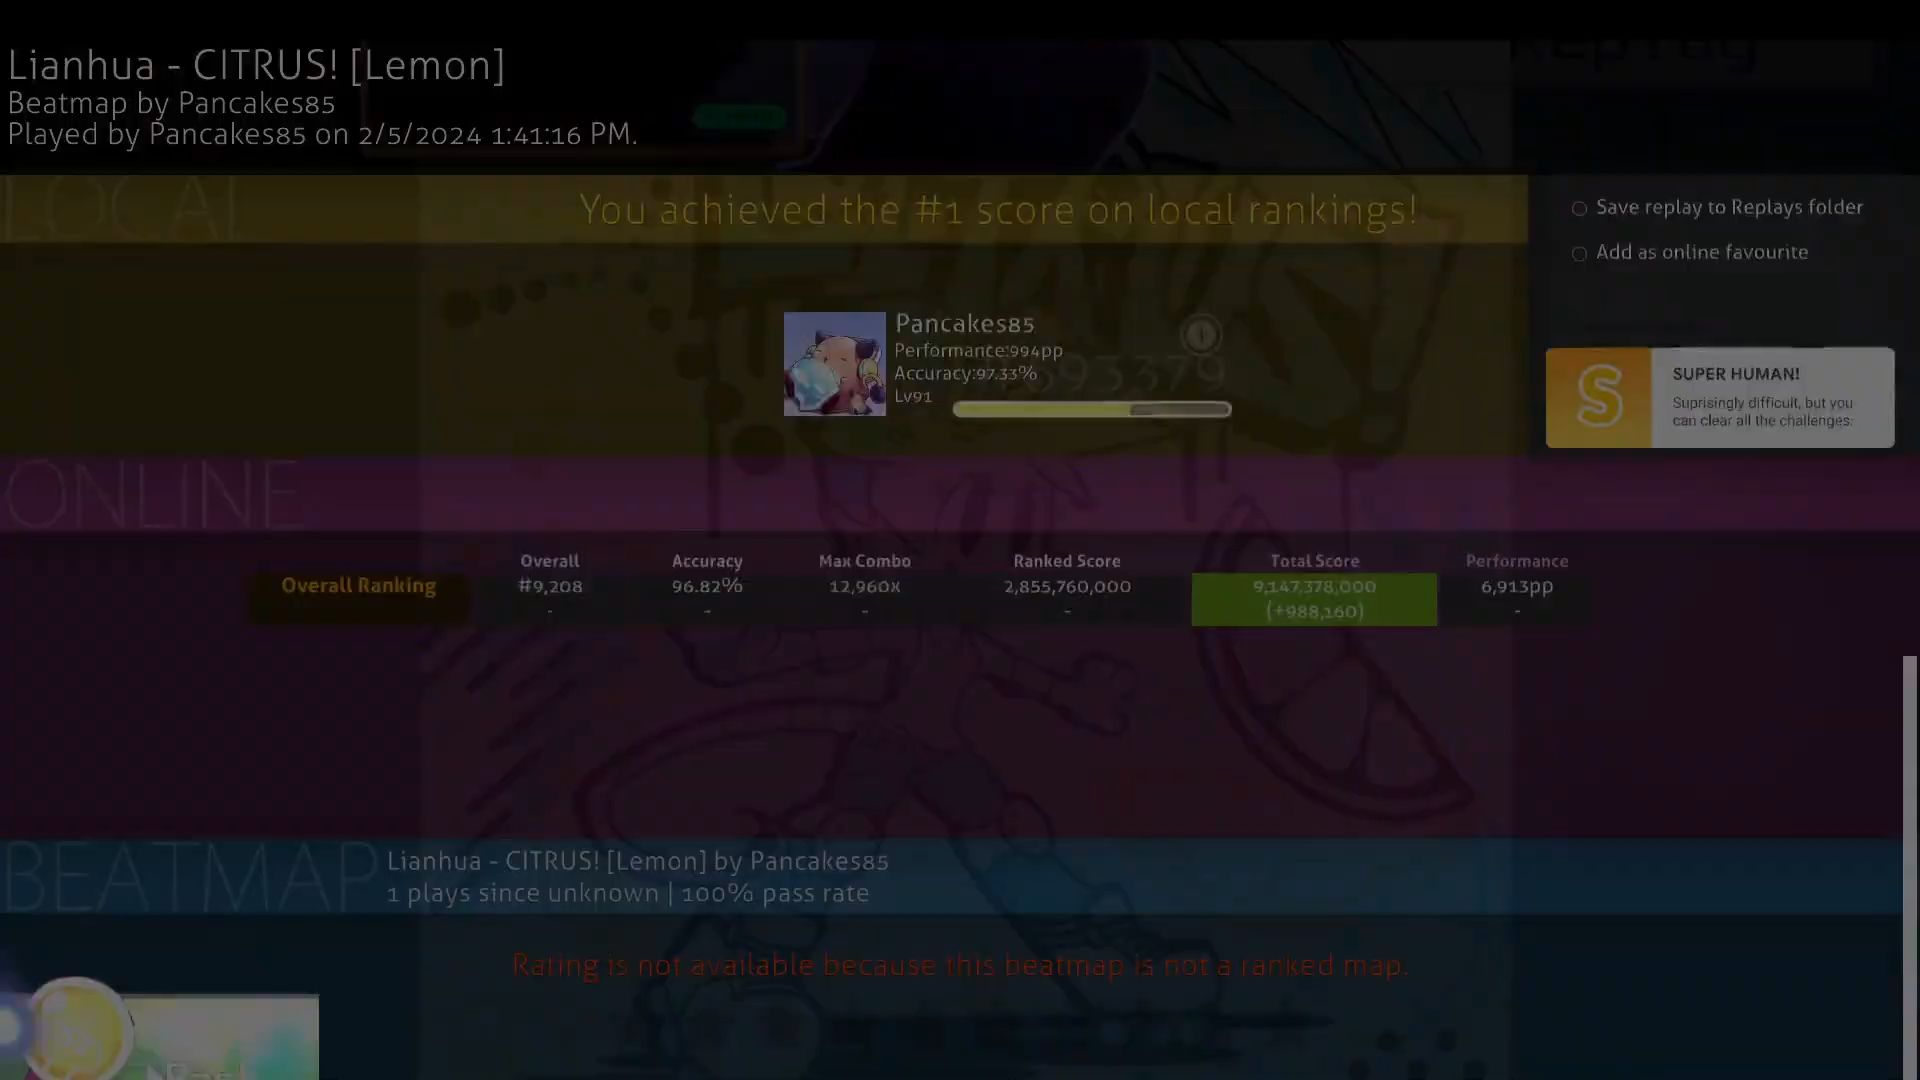 Lianhua - CITRUS! [Lemon]
Beatmap by Pancakes85
Played by Pancakes85 on 2/5/2024 1:41:16 PM.
LOCAL
You achieved the #1 score on local rankings!
Save replay to Replays folder
Add as online favourite
Pancakes85
Performance:994pp
Accuracy:97.33%
Lv91
SUPER HUMAN!
Suprisingly difficult, but you
can clear all the challenges.
ONLINE
Overall Accuracy Max Combo Ranked Score Total Score Performance
Overall Ranking #9,208 96.82% 12,960x 2,855,760,000 9,147,378,000 6,913pp
- - - - (+988,160) -
BEATMAP
Lianhua - CITRUS! [Lemon] by Pancakes85
1 plays since unknown | 100% pass rate
Rating is not available because this beatmap is not a ranked map.